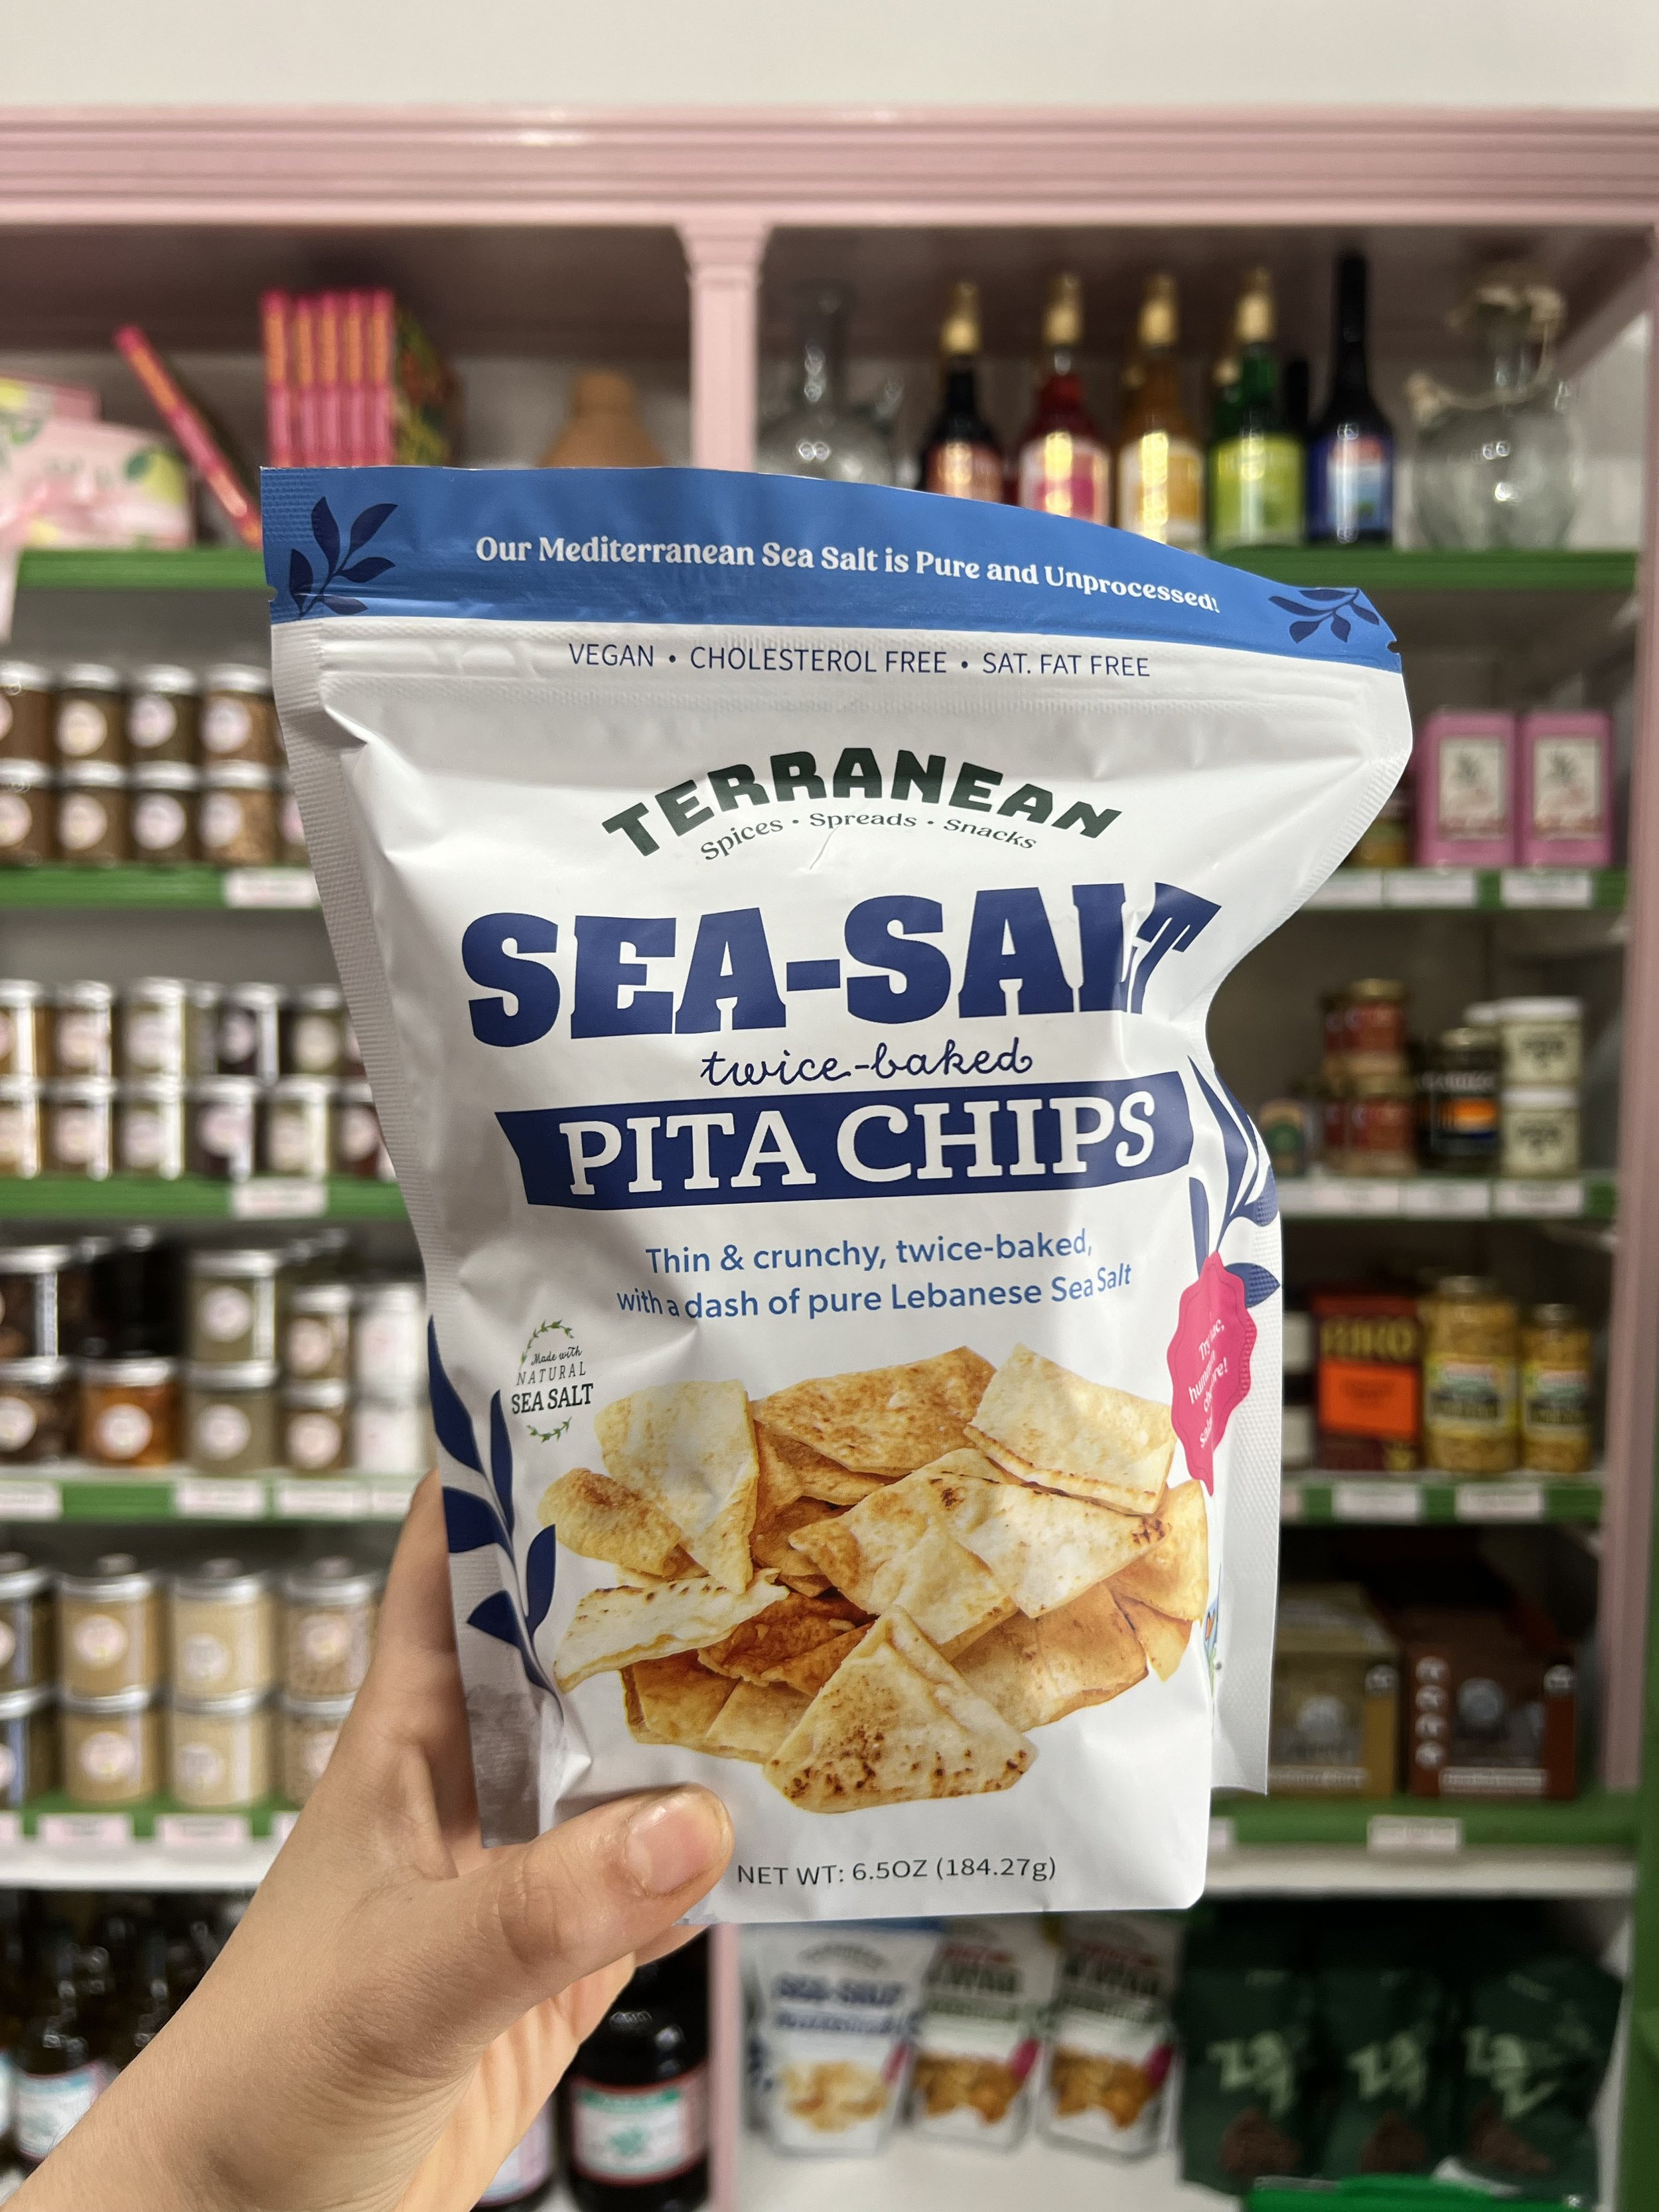 Our Mediterranean Sea Salt is Pure and Unprocessed!
VEGAN • CHOLESTEROL FREE • SAT. FAT FREE
TERRANEAN
Spices • Spreads • Snacks
SEA-SALT
twice-baked
PITA CHIPS
Thin & crunchy, twice-baked,
with a dash of pure Lebanese Sea Salt
Made with
NATURAL
SEA SALT
NET WT: 6.5OZ (184.27g)
SEA-SALT